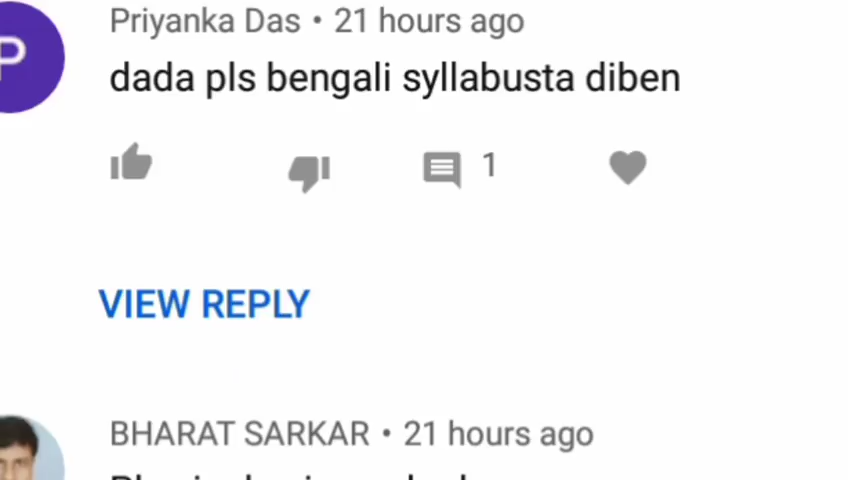 P
Priyanka Das • 21 hours ago
dada pls bengali syllabusta diben
1
VIEW REPLY
BHARAT SARKAR • 21 hours ago